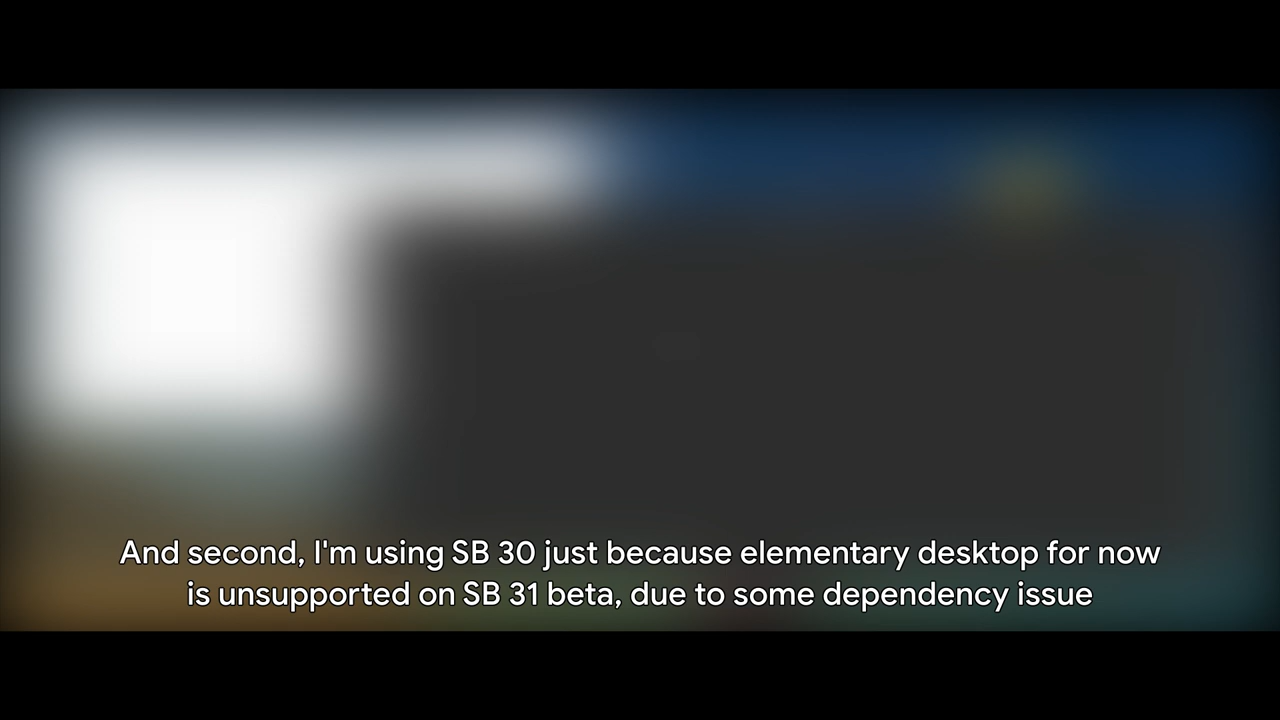 And second, I'm using SB 30 just because elementary desktop for now
is unsupported on SB 31 beta, due to some dependency issue